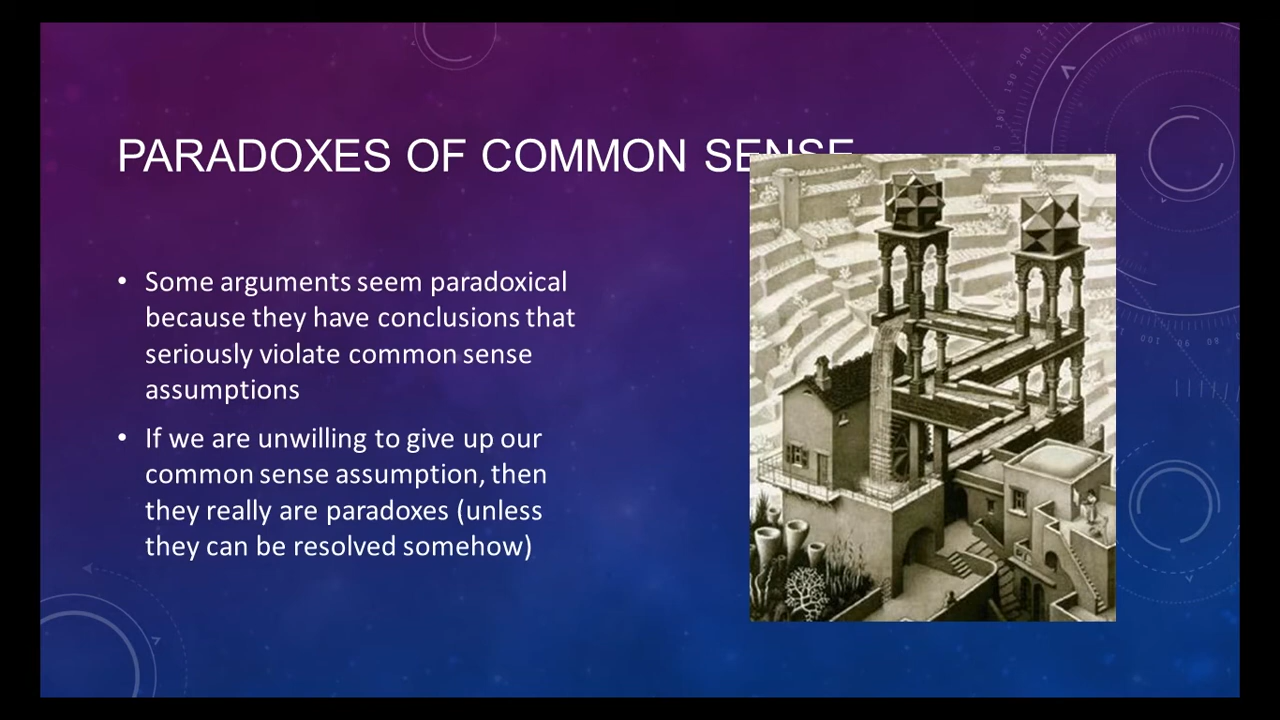 PARADOXES OF COMMON SENSE
• Some arguments seem paradoxical
because they have conclusions that
seriously violate common sense
assumptions
• If we are unwilling to give up our
common sense assumption, then
they really are paradoxes (unless
they can be resolved somehow)